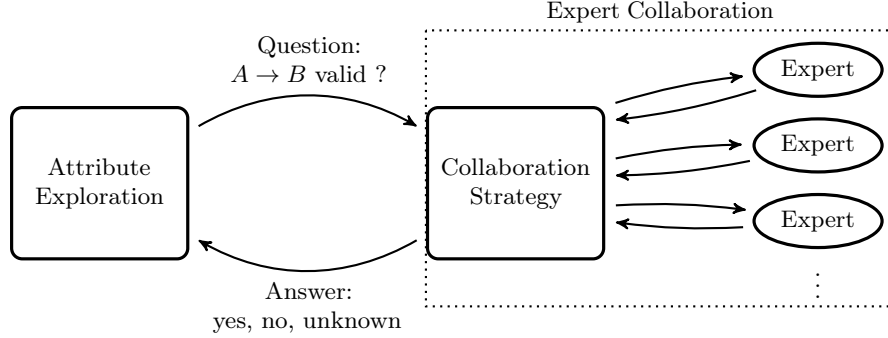 Expert Collaboration
Question:
A → B valid ?
Attribute
Exploration
Collaboration
Strategy
Expert
Expert
Expert
⋮
Answer:
yes, no, unknown